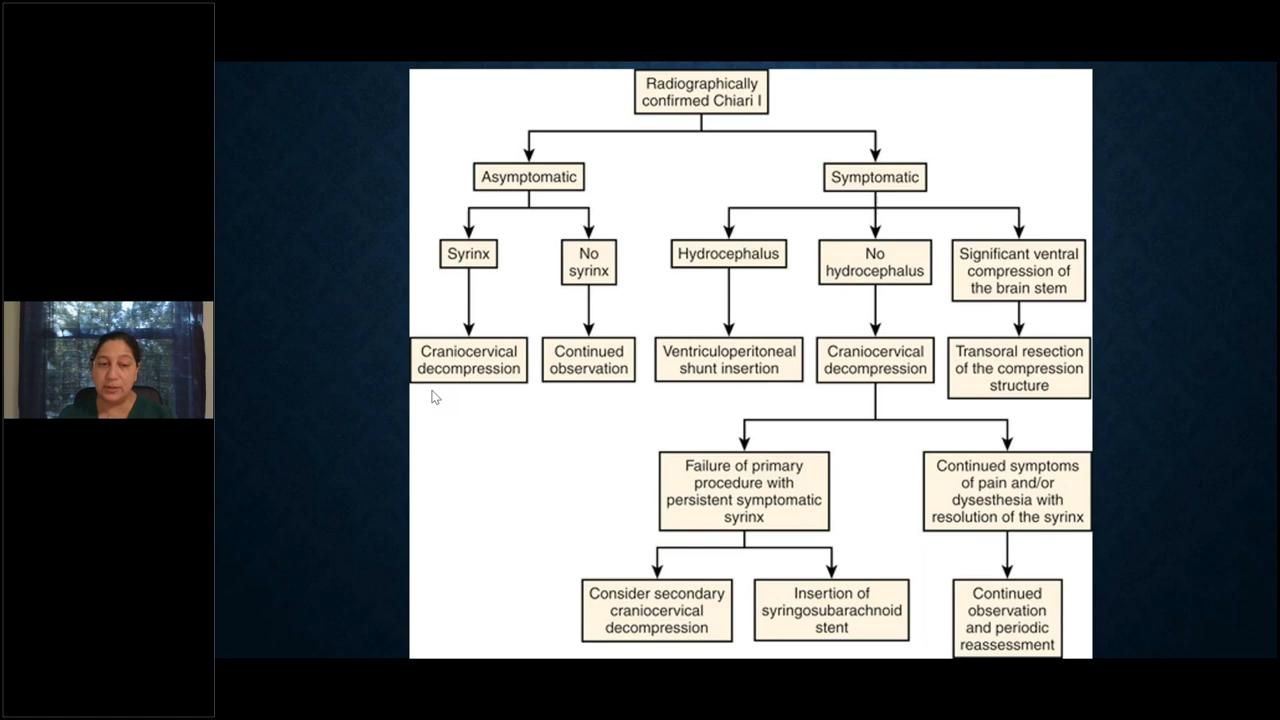 Radiographically
confirmed Chiari I
Asymptomatic
Symptomatic
Syrinx
No
syrinx
Hydrocephalus
No
hydrocephalus
Significant ventral
compression of
the brain stem
Craniocervical
decompression
Continued
observation
Ventriculoperitoneal
shunt insertion
Craniocervical
decompression
Transoral resection
of the compression
structure
Failure of primary
procedure with
persistent symptomatic
syrinx
Continued symptoms
of pain and/or
dysesthesia with
resolution of the syrinx
Consider secondary
craniocervical
decompression
Insertion of
syringosubarachnoid
stent
Continued
observation
and periodic
reassessment